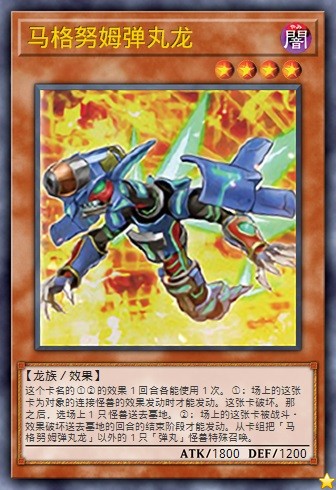 马格努姆弹丸龙
闇
【龙族／效果】
这个卡名的①②的效果1回合各能使用1次。①：场上的这张
卡为对象的连接怪兽的效果发动时才能发动。这张卡破坏。那
之后，选场上1只怪兽送去墓地。②：场上的这张卡被战斗·
效果破坏送去墓地的回合的结束阶段才能发动。从卡组把「马
格努姆弹丸龙」以外的1只「弹丸」怪兽特殊召唤。
ATK/1800 DEF/1200